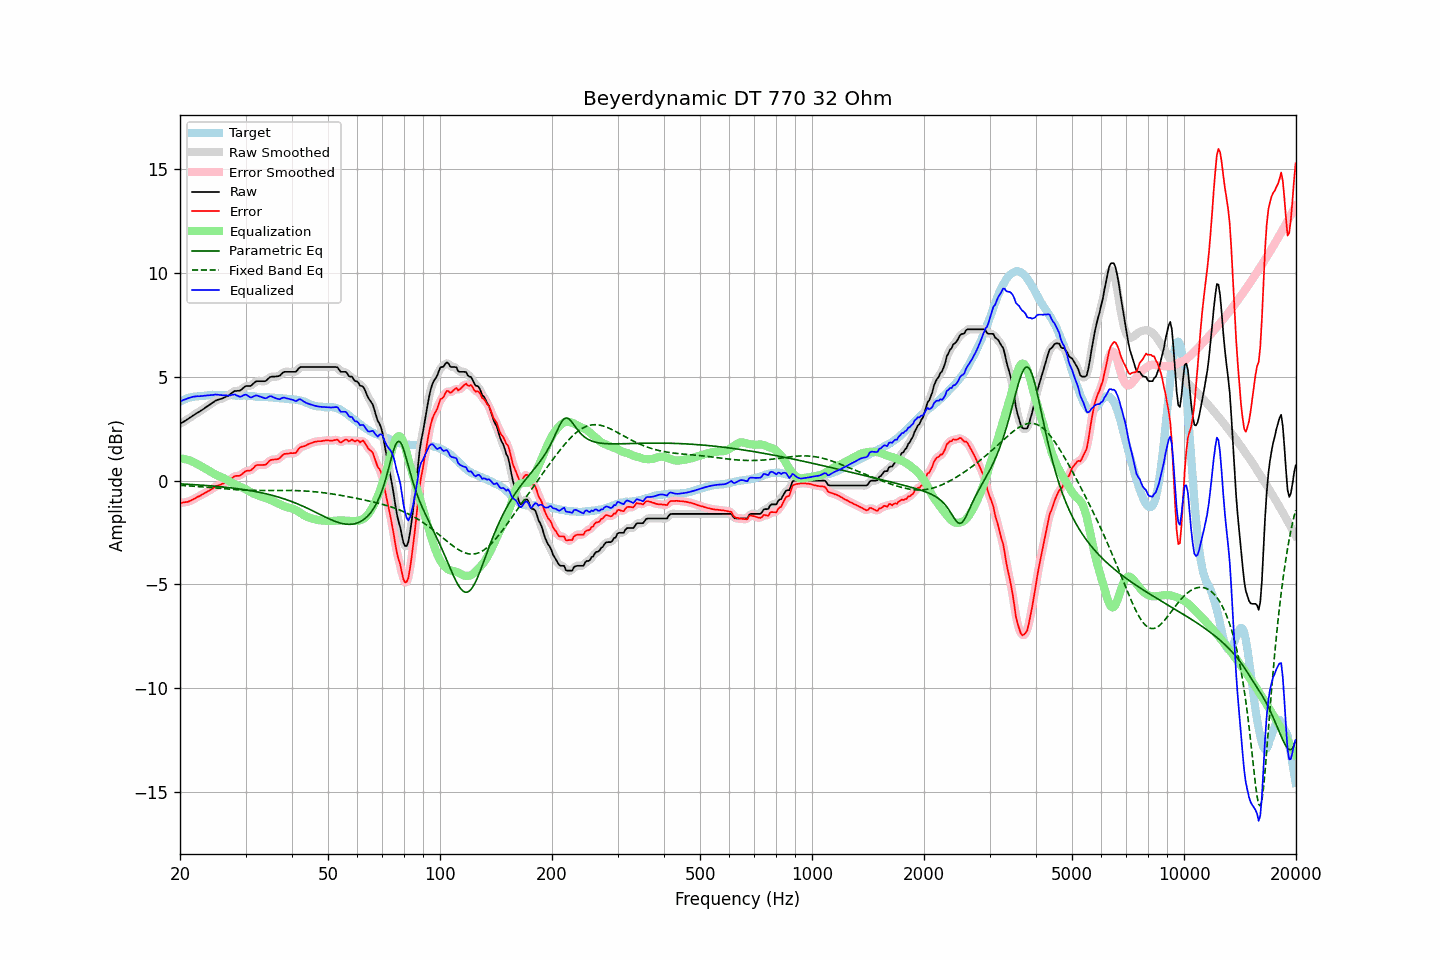 Beyerdynamic DT 770 32 Ohm
Target
Raw Smoothed
Error Smoothed
Raw
Error
Equalization
Parametric Eq
Fixed Band Eq
Equalized
15
10
5
0
−5
−10
−15
Amplitude (dBr)
20
50
100
200
500
1000
2000
5000
10000
20000
Frequency (Hz)